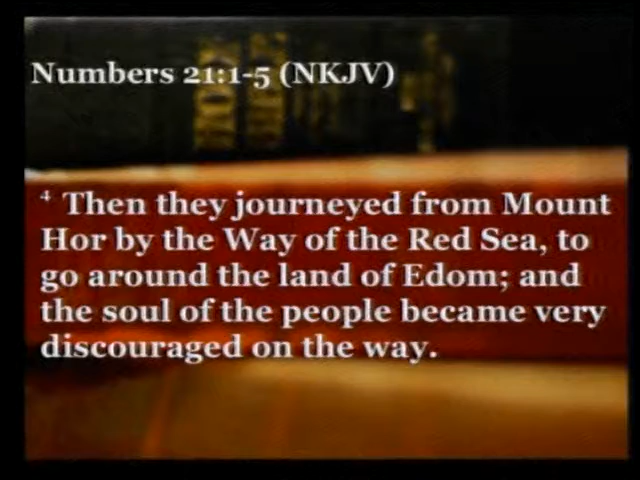 Numbers 21:1-5 (NKJV)
⁴ Then they journeyed from Mount
Hor by the Way of the Red Sea, to
go around the land of Edom; and
the soul of the people became very
discouraged on the way.